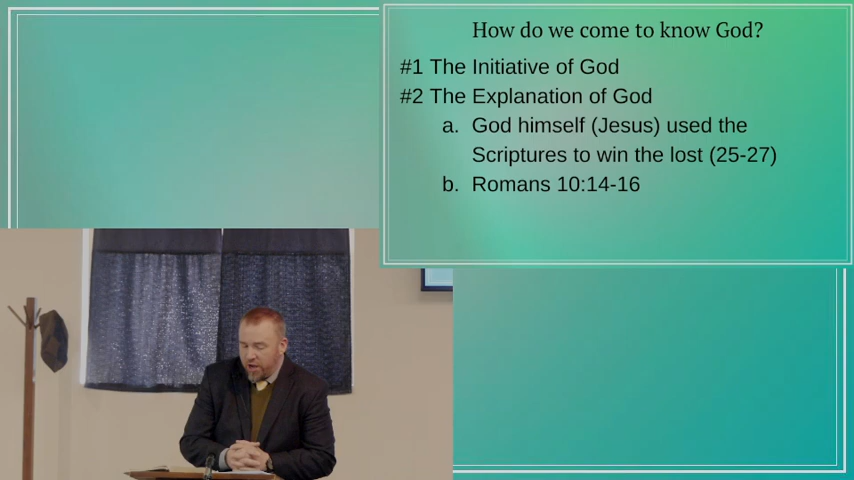 How do we come to know God?
#1 The Initiative of God
#2 The Explanation of God
a. God himself (Jesus) used the
Scriptures to win the lost (25-27)
b. Romans 10:14-16